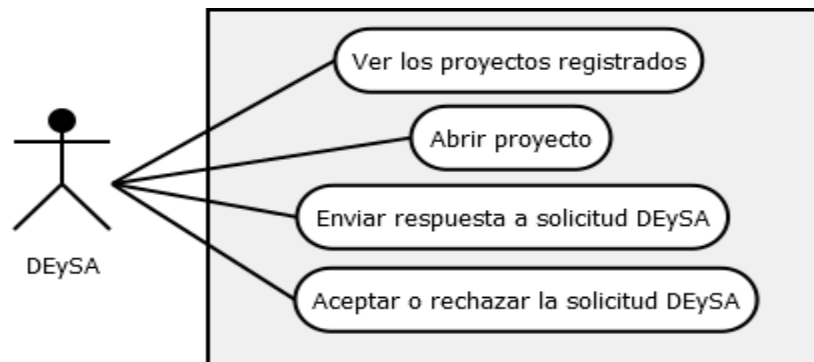 Ver los proyectos registrados
Abrir proyecto
Enviar respuesta a solicitud DEySA
DEySA
Aceptar o rechazar la solicitud DEySA